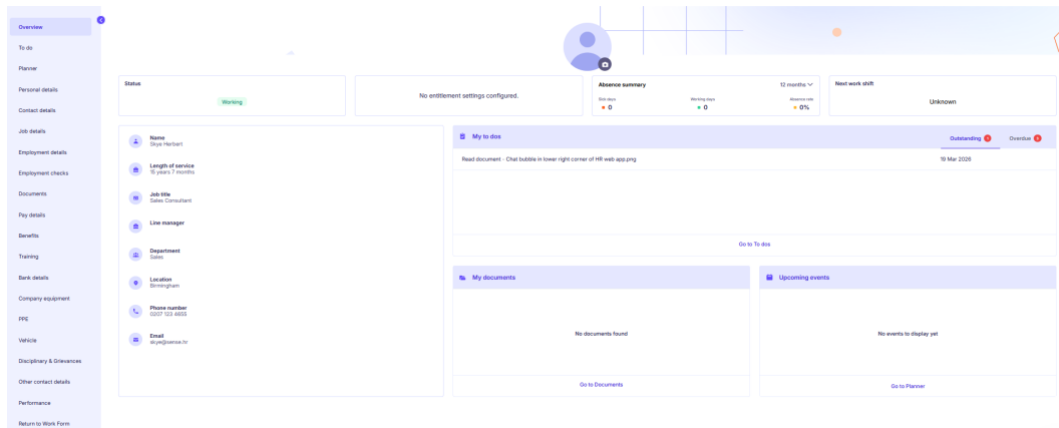 Overview
To do
Planner
Personal details
Contact details
Job details
Employment details
Employment checks
Documents
Pay details
Benefits
Training
Bank details
Company equipment
PPE
Vehicle
Disciplinary & Grievances
Other contact details
Performance
Return to Work Form
Status
Working
No entitlement settings configured.
Absence summary
12 months
Sick days
0
Working days
0
Absence rate
0%
Next work shift
Unknown
Name
Skye Herbert
Length of service
15 years 7 months
Job title
Sales Consultant
Line manager
Department
Sales
Location
Birmingham
Phone number
0207 123 4855
Email
skye@sense.hr
My to dos
Outstanding 1
Overdue
Read document - Chat bubble in lower right corner of HR web app.png
19 Mar 2026
Go to To dos
My documents
No documents found
Go to Documents
Upcoming events
No events to display yet
Go to Planner